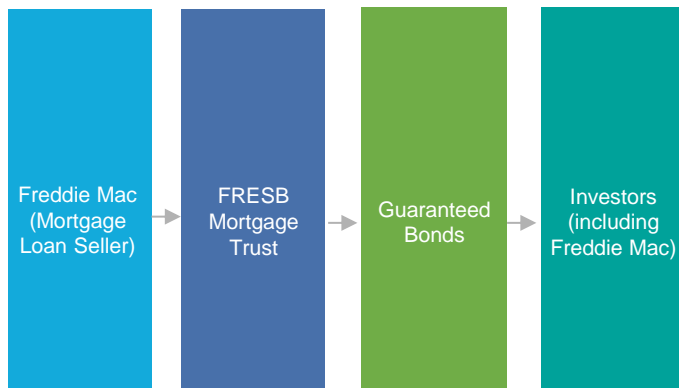 Freddie Mac
(Mortgage
Loan Seller)
FRESB
Mortgage
Trust
Guaranteed
Bonds
Investors
(including
Freddie Mac)